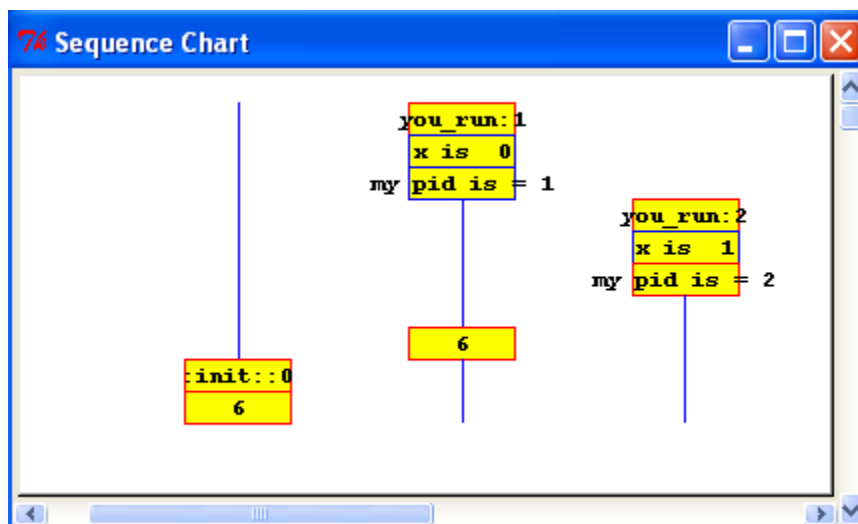 Sequence Chart
you_run:1
x is 0
my pid is = 1
you_run:2
x is 1
my pid is = 2
6
:init::0
6